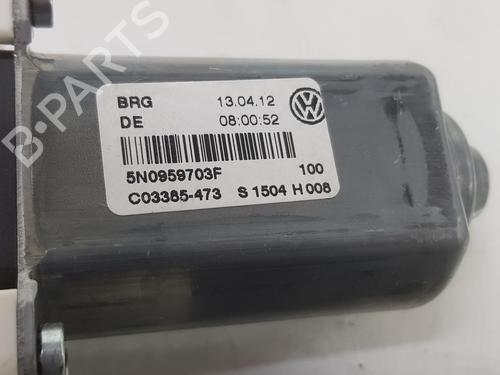 BRG 13.04.12
DE 08:00:52
5N0959703F 100
C03385-473 S 1504 H 008
B-PARTS